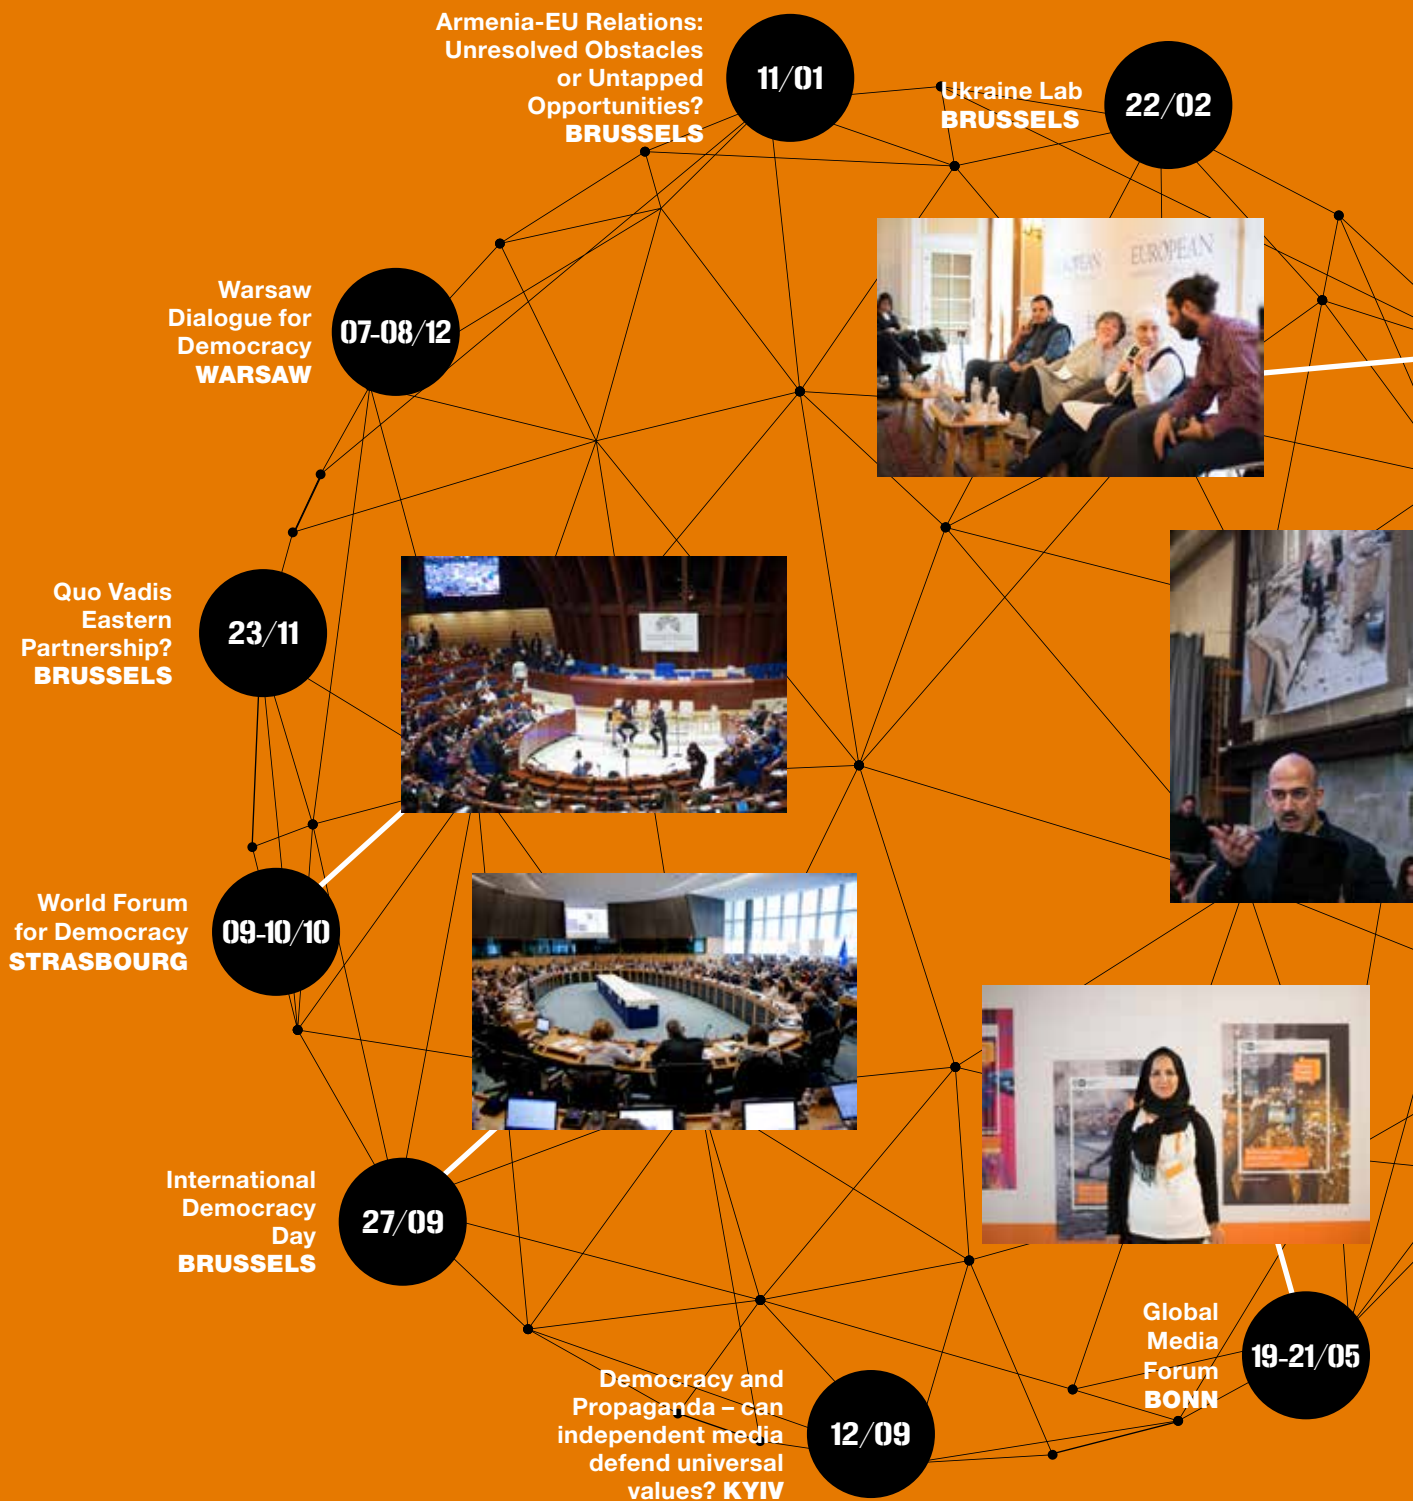 Armenia-EU Relations:
Unresolved Obstacles
or Untapped
Opportunities?
BRUSSELS
11/01
Ukraine Lab
BRUSSELS
22/02
EUROPEAN
Warsaw
Dialogue for
Democracy
WARSAW
07-08/12
Quo Vadis
Eastern
Partnership?
BRUSSELS
23/11
World Forum
for Democracy
STRASBOURG
09-10/10
International
Democracy
Day
BRUSSELS
27/09
Democracy and
Propaganda – can
independent media
defend universal
values? KYIV
12/09
Global
Media
Forum
BONN
19-21/05